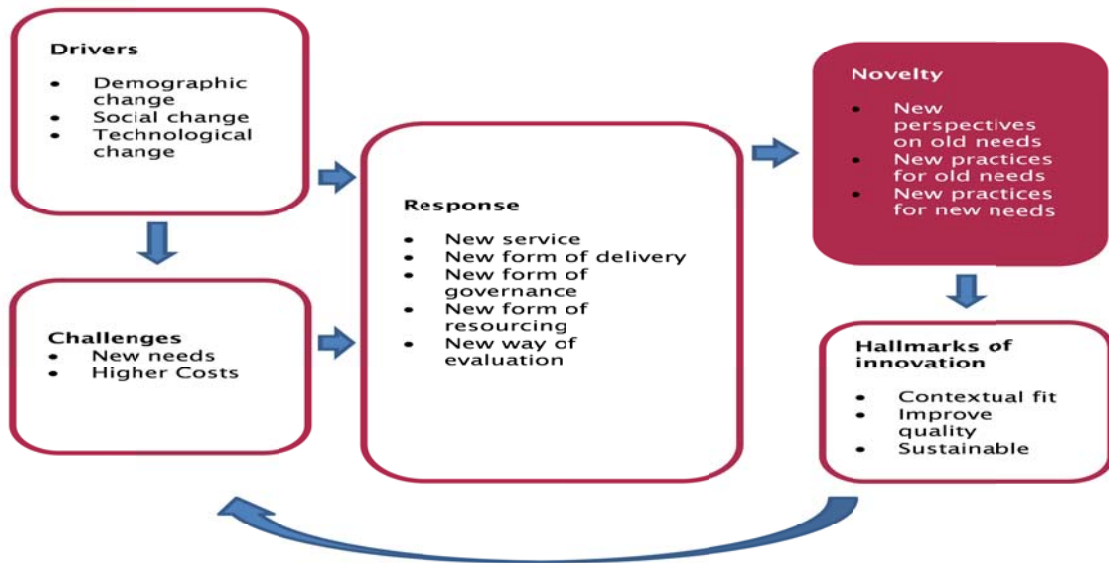 Drivers
• Demographic
change
• Social change
• Technological
change
Challenges
• New needs
• Higher Costs
Response
• New service
• New form of delivery
• New form of
governance
• New form of
resourcing
• New way of
evaluation
Novelty
• New
perspectives
on old needs
• New practices
for old needs
• New practices
for new needs
Hallmarks of
innovation
• Contextual fit
• Improve
quality
• Sustainable